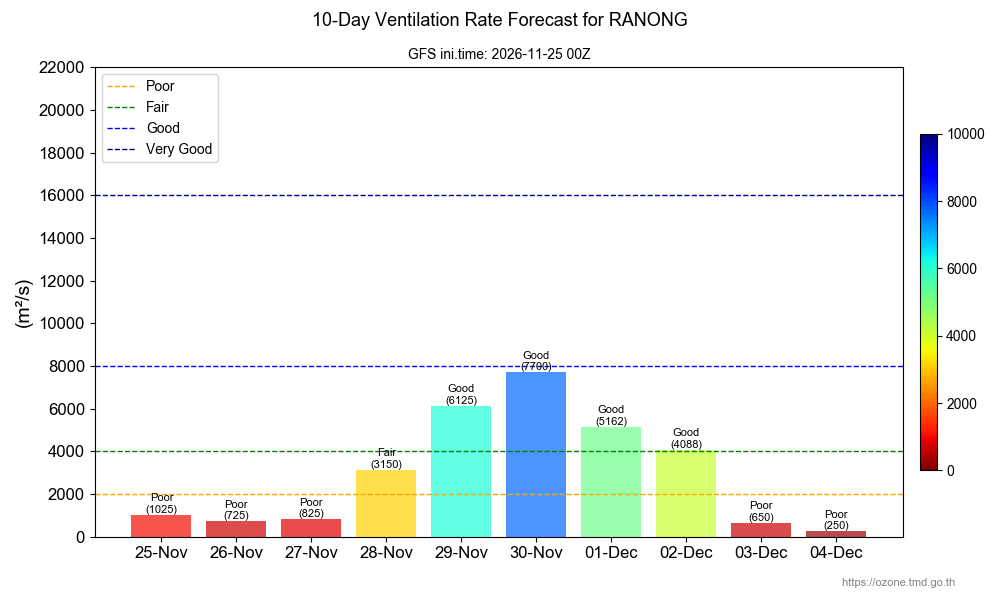 10-Day Ventilation Rate Forecast for RANONG
GFS ini.time: 2026-11-25 00Z
22000
20000
18000
16000
14000
12000
10000
8000
6000
4000
2000
0
(m²/s)
Poor
Fair
Good
Very Good
Poor
(1025)
Poor
(725)
Poor
(825)
Fair
(3150)
Good
(6125)
Good
(7700)
Good
(5162)
Good
(4088)
Poor
(650)
Poor
(250)
25-Nov 26-Nov 27-Nov 28-Nov 29-Nov 30-Nov 01-Dec 02-Dec 03-Dec 04-Dec
10000
8000
6000
4000
2000
0
https://ozone.tmd.go.th